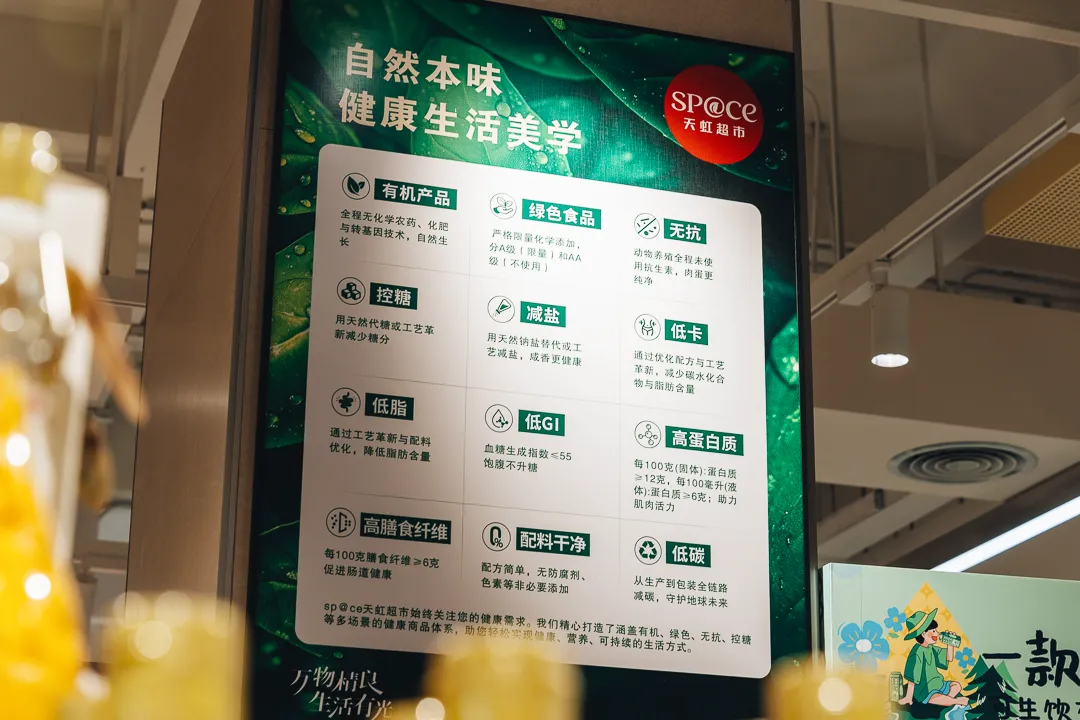 自然本味
健康生活美学
SP@CE
天虹超市
有机产品
全程无化学农药、化肥
与转基因技术，自然生
长
绿色食品
严格限量化学添加，
分A级（限量）和AA
级（不使用）
无抗
动物养殖全程未使
用抗生素，肉蛋更
纯净
控糖
用天然代糖或工艺革
新减少糖分
减盐
用天然钠盐替代或工
艺减盐，咸香更健康
低卡
通过优化配方与工艺
革新，减少碳水化合
物与脂肪含量
低脂
通过工艺革新与配料
优化，降低脂肪含量
低GI
血糖生成指数≤55
饱腹不升糖
高蛋白质
每100克(固体):蛋白质
≥12克，每100毫升(液
体):蛋白质≥6克；助力
肌肉活力
高膳食纤维
每100克膳食纤维≥6克
促进肠道健康
0%
配料干净
配方简单，无防腐剂、
色素等非必要添加
低碳
从生产到包装全链路
减碳，守护地球未来
sp@ce天虹超市始终关注您的健康需求。我们精心打造了涵盖有机、绿色、无抗、控糖
等多场景的健康商品体系，助您轻松实现健康、营养、可持续的生活方式。
万物精良
生活有光
一款
生饮